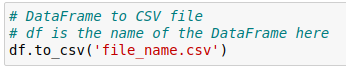 # DataFrame to CSV file
# df is the name of the DataFrame here
df.to_csv('file_name.csv')